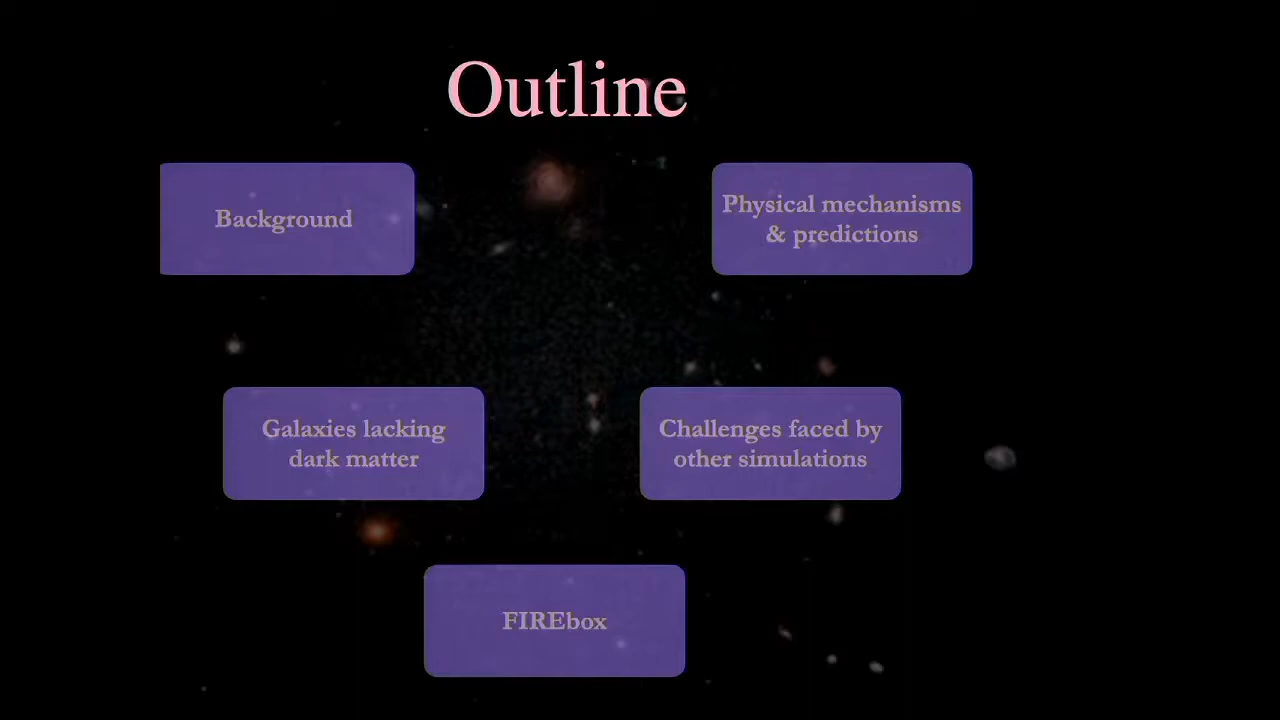 Outline
Background
Physical mechanisms
& predictions
Galaxies lacking
dark matter
Challenges faced by
other simulations
FIREbox